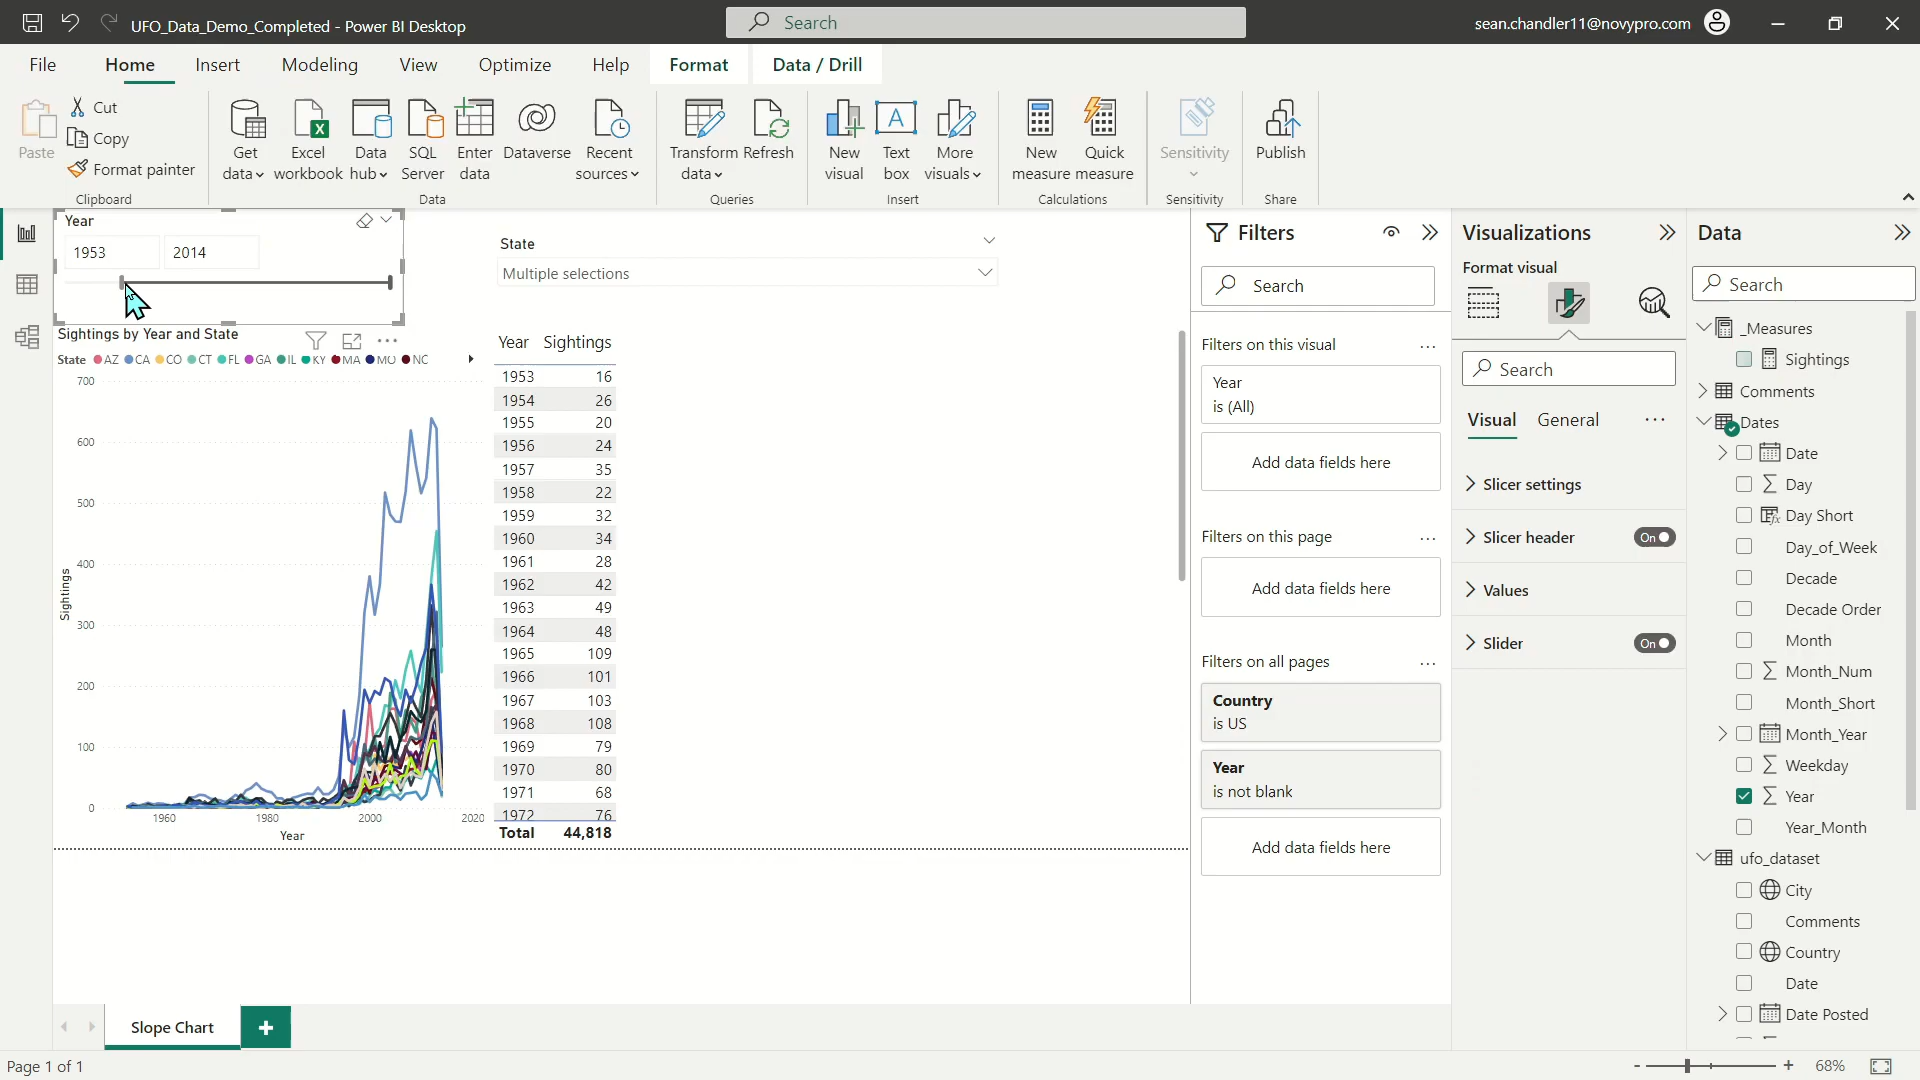 UFO_Data_Demo_Completed - Power BI Desktop
Search
sean.chandler11@novypro.com
File
Home
Insert
Modeling
View
Optimize
Help
Format
Data / Drill
Paste
Cut
Copy
Format painter
Clipboard
Get data
Excel workbook
Data hub
SQL Server
Enter data
Dataverse
Recent sources
Data
Transform data
Refresh
Queries
New visual
Text box
More visuals
Insert
New measure
Quick measure
Calculations
Sensitivity
Sensitivity
Publish
Share
Year
1953
2014
State
Multiple selections
Sightings by Year and State
State AZ CA CO CT FL GA IL KY MA MO NC
700
600
500
400
300
200
100
0
Sightings
1960 1980 2000 2020
Year
Year Sightings
1953 16
1954 26
1955 20
1956 24
1957 35
1958 22
1959 32
1960 34
1961 28
1962 42
1963 49
1964 48
1965 109
1966 101
1967 103
1968 108
1969 79
1970 80
1971 68
1972 76
Total 44,818
Filters
Search
Filters on this visual
Year
is (All)
Add data fields here
Filters on this page
Add data fields here
Filters on all pages
Country
is US
Year
is not blank
Add data fields here
Visualizations
Format visual
Search
Visual
General
Slicer settings
Slicer header On
Values
Slider On
Data
Search
_Measures
Sightings
Comments
Dates
Date
Day
Day Short
Day_of_Week
Decade
Decade Order
Month
Month_Num
Month_Short
Month_Year
Weekday
Year
Year_Month
ufo_dataset
City
Comments
Country
Date
Date Posted
Slope Chart
Page 1 of 1
68%